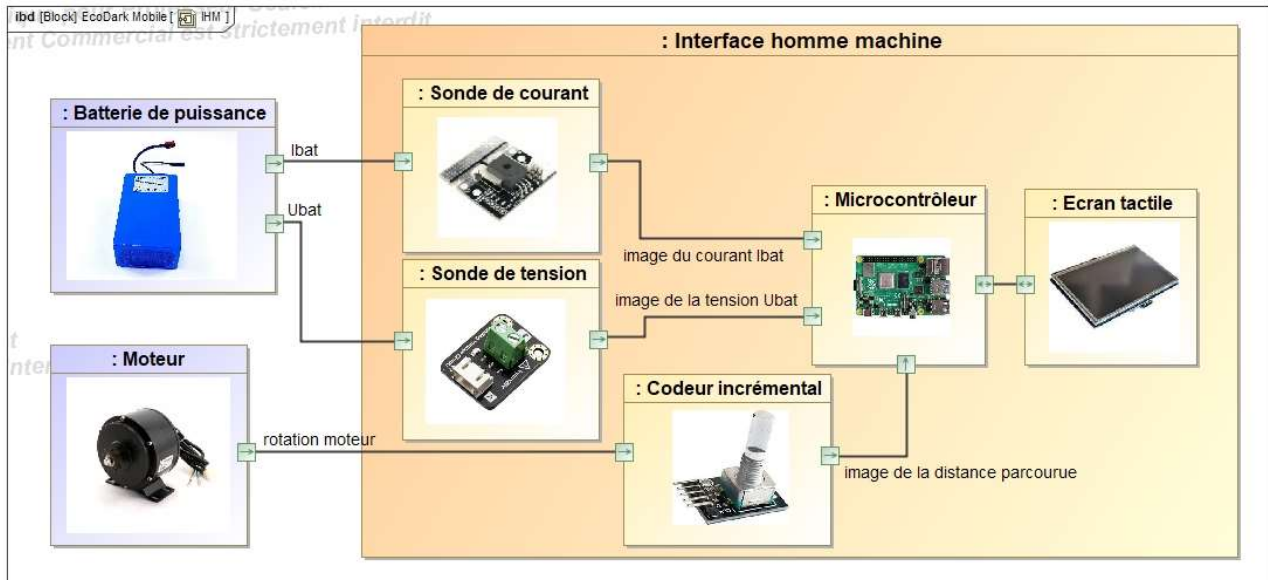 ibd [Block] EcoDark Mobile [ IHM ]
ent Commercial est strictement interdit
: Interface homme machine
: Batterie de puissance
: Sonde de courant
Ibat
Ubat
: Microcontrôleur
: Ecran tactile
image du courant Ibat
: Sonde de tension
image de la tension Ubat
: Moteur
: Codeur incrémental
rotation moteur
image de la distance parcourue